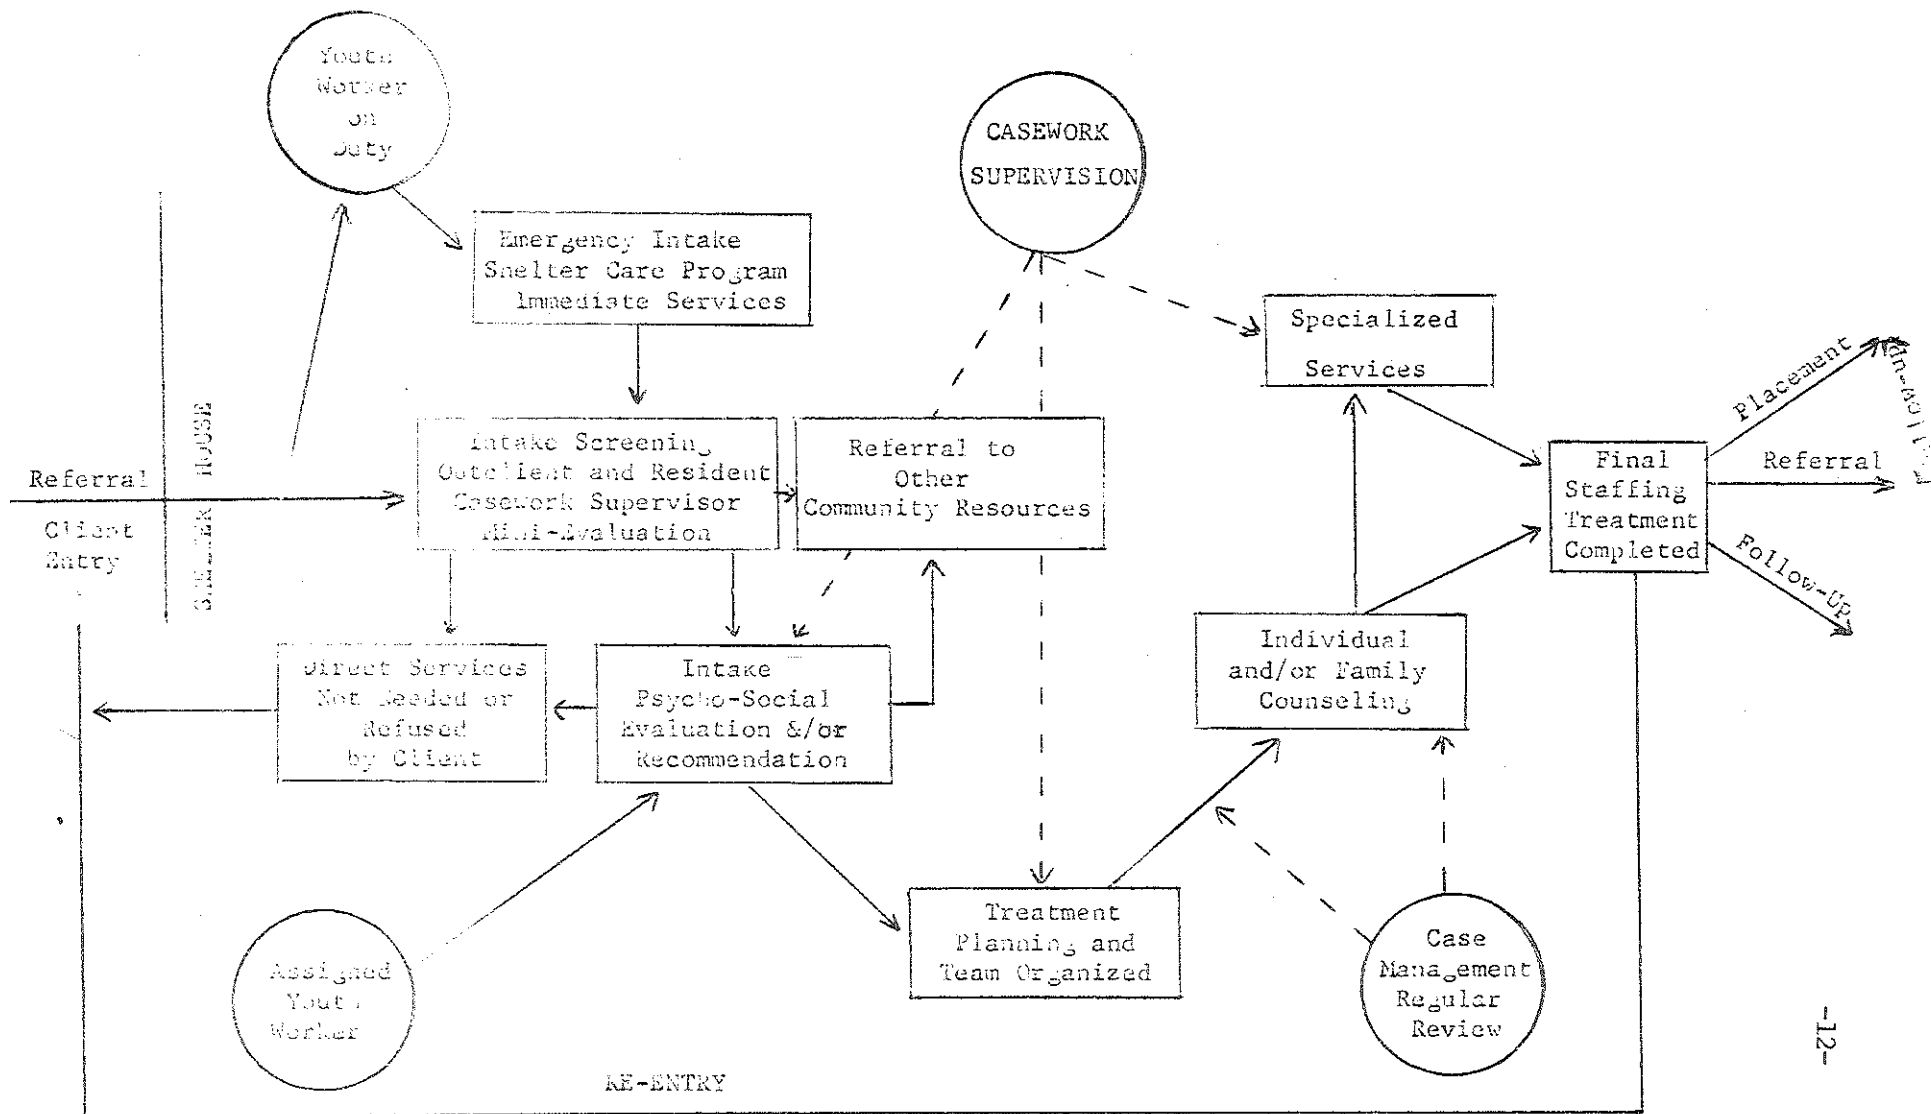 Youth
Worker
on
Duty
CASEWORK
SUPERVISION
Emergency Intake
Shelter Care Program
Immediate Services
Specialized
Services
Placement
Follow-up
Referral
Client
Entry
SHELTER HOUSE
Intake Screening
Outclient and Resident
Casework Supervisor
Mini-Evaluation
Referral to
Other
Community Resources
Final
Staffing
Treatment
Completed
Referral
Follow-Up
Direct Services
Not Needed or
Refused
by Client
Intake
Psycho-Social
Evaluation &/or
Recommendation
Individual
and/or Family
Counseling
Assigned
Youth
Worker
Treatment
Planning and
Team Organized
Case
Management
Regular
Review
RE-ENTRY
-12-